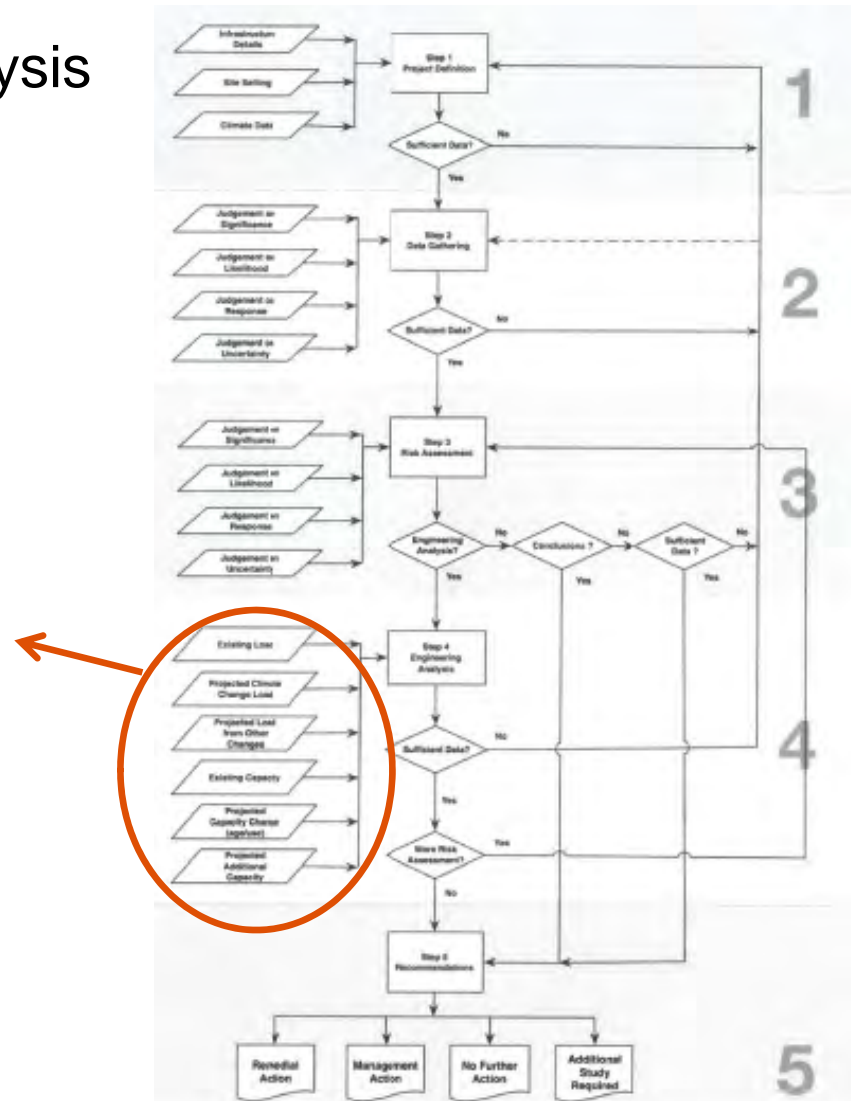 ysis
Infrastructure
Details
Site Setting
Climate Data
Step 1
Project Definition
Sufficient Data?
No
Yes
1
Judgement on
Significance
Judgement on
Likelihood
Judgement on
Response
Judgement on
Uncertainty
Step 2
Data Gathering
Sufficient Data?
No
Yes
2
Judgement on
Significance
Judgement on
Likelihood
Judgement on
Response
Judgement on
Uncertainty
Step 3
Risk Assessment
Engineering
Analysis?
No
Conclusions ?
No
Sufficient
Data ?
No
Yes
Yes
Yes
3
Existing Load
Projected Climate
Change Load
Projected Load
from Other
Changes
Existing Capacity
Projected
Capacity Change
(age/use)
Projected
Additional
Capacity
Step 4
Engineering
Analysis
Sufficient Data?
No
Yes
More Risk
Assessment?
Yes
No
4
Step 5
Recommendations
Remedial
Action
Management
Action
No Further
Action
Additional
Study
Required
5